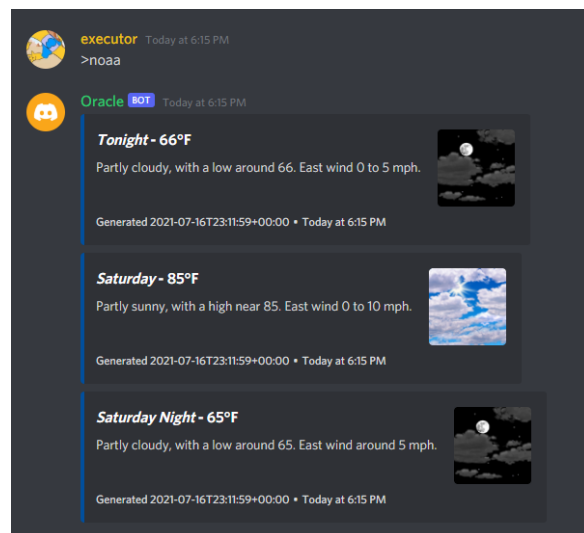 executor Today at 6:15 PM
>noaa
Oracle BOT Today at 6:15 PM
Tonight - 66°F
Partly cloudy, with a low around 66. East wind 0 to 5 mph.
Generated 2021-07-16T23:11:59+00:00 • Today at 6:15 PM
Saturday - 85°F
Partly sunny, with a high near 85. East wind 0 to 10 mph.
Generated 2021-07-16T23:11:59+00:00 • Today at 6:15 PM
Saturday Night - 65°F
Partly cloudy, with a low around 65. East wind around 5 mph.
Generated 2021-07-16T23:11:59+00:00 • Today at 6:15 PM